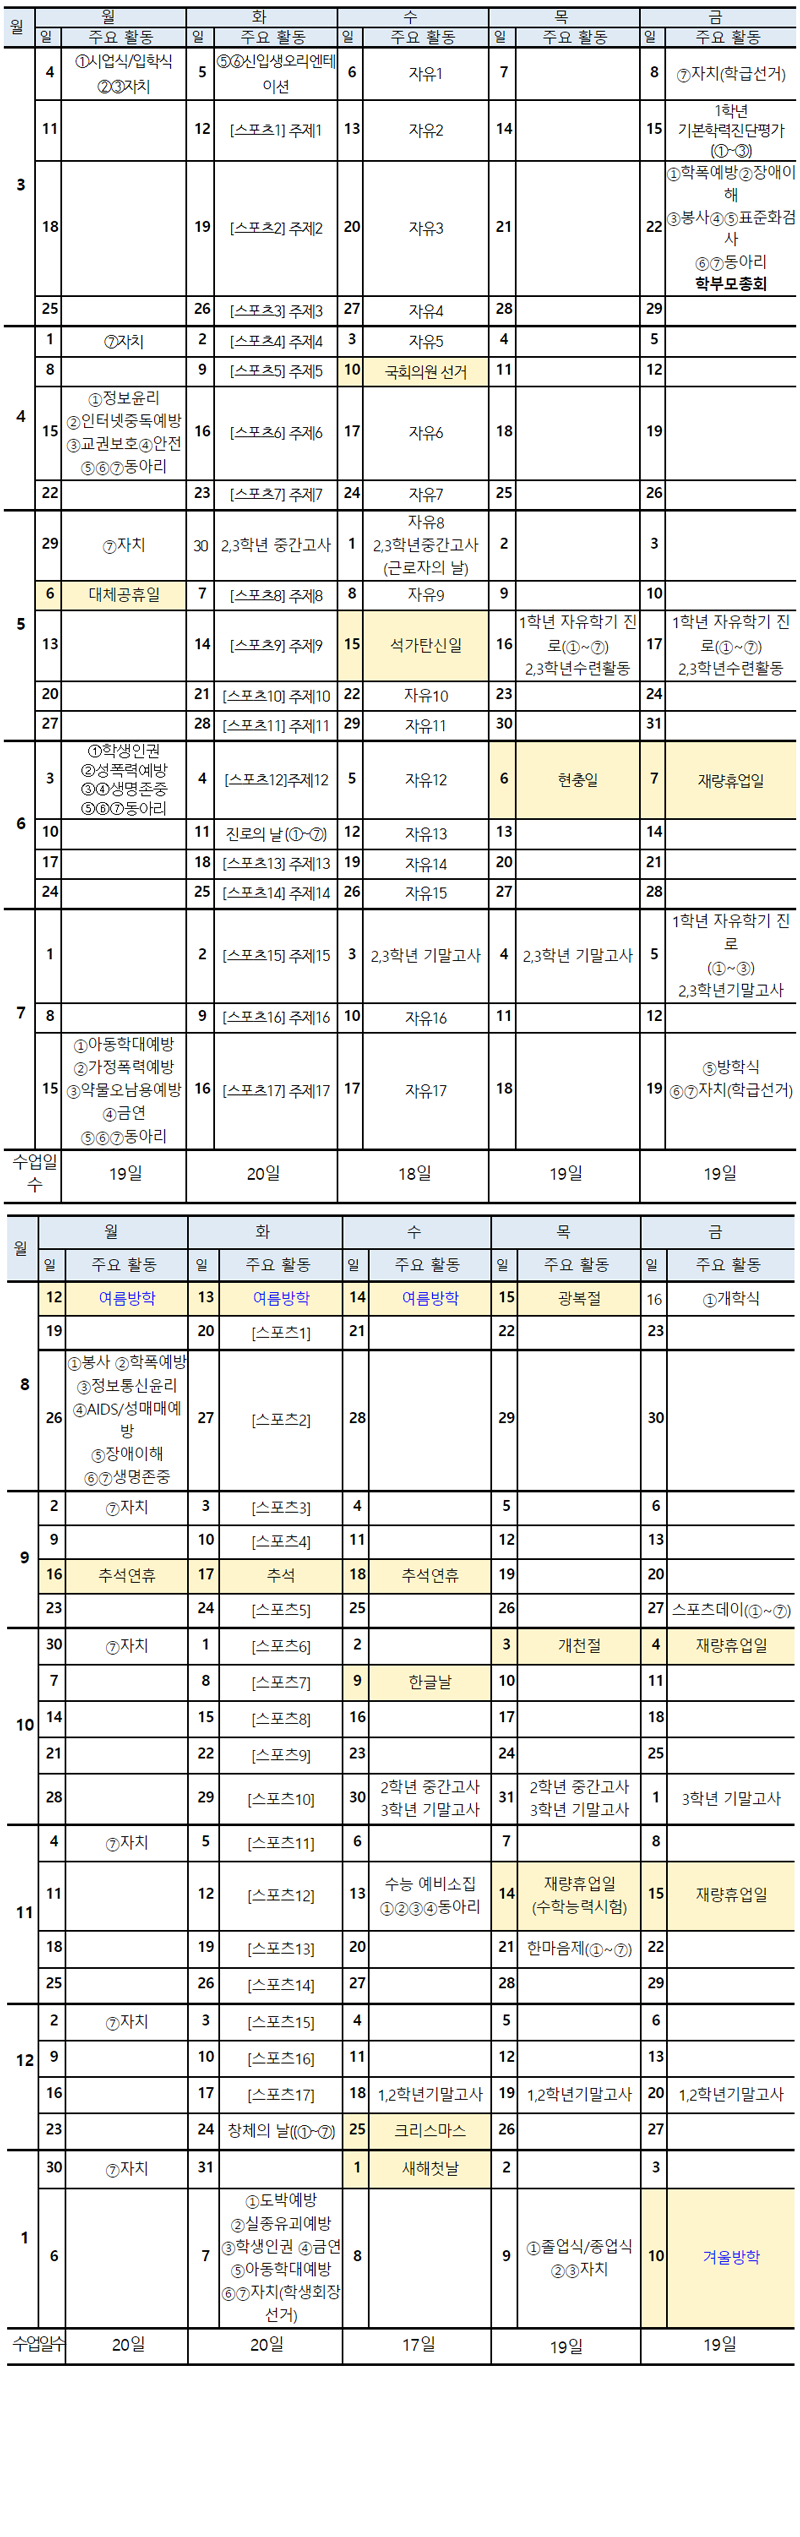 월 월 화 수 목 금
일 주요 활동 일 주요 활동 일 주요 활동 일 주요 활동 일 주요 활동
3
4 ①시업식/입학식 5 ⑤⑥신입생오리엔테 6 자유1 7 8 ⑦자치(학급선거)
②③자치 이션
11 12 [스포츠1] 주제1 13 자유2 14 15 1학년
기본학력진단평가
(①~③)
18 19 [스포츠2] 주제2 20 자유3 21 22 ①학폭예방②장애이
해
③봉사④⑤표준화검
사
⑥⑦동아리
학부모총회
25 26 [스포츠3] 주제3 27 자유4 28 29
4
1 ⑦자치 2 [스포츠4] 주제4 3 자유5 4 5
8 9 [스포츠5] 주제5 10 국회의원 선거 11 12
15 ①정보윤리 16 [스포츠6] 주제6 17 자유6 18 19
②인터넷중독예방
③교권보호④안전
⑤⑥⑦동아리
22 23 [스포츠7] 주제7 24 자유7 25 26
5
29 ⑦자치 30 2,3학년 중간고사 1 자유8 2 3
2,3학년중간고사
(근로자의 날)
6 대체공휴일 7 [스포츠8] 주제8 8 자유9 9 10
13 14 [스포츠9] 주제9 15 석가탄신일 16 1학년 자유학기 진 17 1학년 자유학기 진
로(①~⑦) 로(①~⑦)
2,3학년수련활동 2,3학년수련활동
20 21 [스포츠10] 주제10 22 자유10 23 24
27 28 [스포츠11] 주제11 29 자유11 30 31
6
3 ①학생인권 4 [스포츠12]주제12 5 자유12 6 현충일 7 재량휴업일
②성폭력예방
③④생명존중
⑤⑥⑦동아리
10 11 진로의 날 (①~⑦) 12 자유13 13 14
17 18 [스포츠13] 주제13 19 자유14 20 21
24 25 [스포츠14] 주제14 26 자유15 27 28
7
1 2 [스포츠15] 주제15 3 2,3학년 기말고사 4 2,3학년 기말고사 5 1학년 자유학기 진
로
(①~③)
2,3학년기말고사
8 9 [스포츠16] 주제16 10 자유16 11 12
15 ①아동학대예방 16 [스포츠17] 주제17 17 자유17 18 19 ⑤방학식
②가정폭력예방 ⑥⑦자치(학급선거)
③약물오남용예방
④금연
⑤⑥⑦동아리
수업일 19일 20일 18일 19일 19일
수
월 월 화 수 목 금
일 주요 활동 일 주요 활동 일 주요 활동 일 주요 활동 일 주요 활동
8
12 여름방학 13 여름방학 14 여름방학 15 광복절 16 ①개학식
19 20 [스포츠1] 21 22 23
26 ①봉사 ②학폭예방 27 [스포츠2] 28 29 30
③정보통신윤리
④AIDS/성매매예
방
⑤장애이해
⑥⑦생명존중
9
2 ⑦자치 3 [스포츠3] 4 5 6
9 10 [스포츠4] 11 12 13
16 추석연휴 17 추석 18 추석연휴 19 20
23 24 [스포츠5] 25 26 27 스포츠데이(①~⑦)
10
30 ⑦자치 1 [스포츠6] 2 3 개천절 4 재량휴업일
7 8 [스포츠7] 9 한글날 10 11
14 15 [스포츠8] 16 17 18
21 22 [스포츠9] 23 24 25
28 29 [스포츠10] 30 2학년 중간고사 31 2학년 중간고사 1 3학년 기말고사
3학년 기말고사 3학년 기말고사
11
4 ⑦자치 5 [스포츠11] 6 7 8
11 12 [스포츠12] 13 수능 예비소집 14 재량휴업일 15 재량휴업일
①②③④동아리 (수학능력시험)
18 19 [스포츠13] 20 21 한마음제(①~⑦) 22
25 26 [스포츠14] 27 28 29
12
2 ⑦자치 3 [스포츠15] 4 5 6
9 10 [스포츠16] 11 12 13
16 17 [스포츠17] 18 1,2학년기말고사 19 1,2학년기말고사 20 1,2학년기말고사
23 24 창체의 날((①~⑦) 25 크리스마스 26 27
1
30 ⑦자치 31 1 새해첫날 2 3
6 7 ①도박예방 8 9 ①졸업식/종업식 10 겨울방학
②실종유괴예방 ②③자치
③학생인권 ④금연
⑤아동학대예방
⑥⑦자치(학생회장
선거)
수업일수 20일 20일 17일 19일 19일